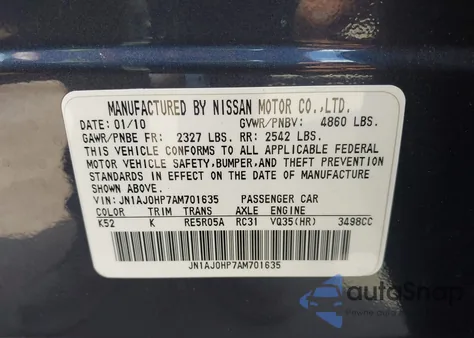 MANUFACTURED BY NISSAN MOTOR CO.,LTD.
DATE: 01/10 GVWR/PNBV: 4860 LBS.
GAWR/PNBE FR: 2327 LBS. RR: 2542 LBS.
THIS VEHICLE CONFORMS TO ALL APPLICABLE FEDERAL
MOTOR VEHICLE SAFETY, BUMPER, AND THEFT PREVENTION
STANDARDS IN EFFECT ON THE DATE OF MANUFACTURE
SHOWN ABOVE.
VIN: JN1AJ0HP7AM701635 PASSENGER CAR
COLOR TRIM TRANS AXLE ENGINE
K52 K RE5R05A RC31 VQ35(HR) 3498CC
JN1AJ0HP7AM701635
autoSnap